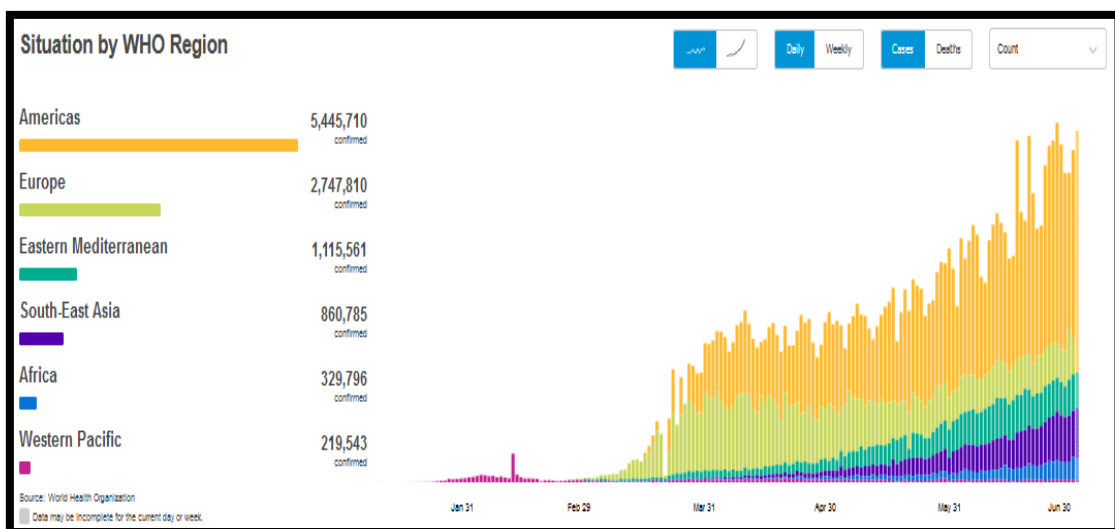 Situation by WHO Region
Daily
Weekly
Cases
Deaths
Count
Americas
5,445,710
confirmed
Europe
2,747,810
confirmed
Eastern Mediterranean
1,115,561
confirmed
South-East Asia
860,785
confirmed
Africa
329,796
confirmed
Western Pacific
219,543
confirmed
Source: World Health Organization
Data may be incomplete for the current day or week.
Jan 31
Feb 29
Mar 31
Apr 30
May 31
Jun 30